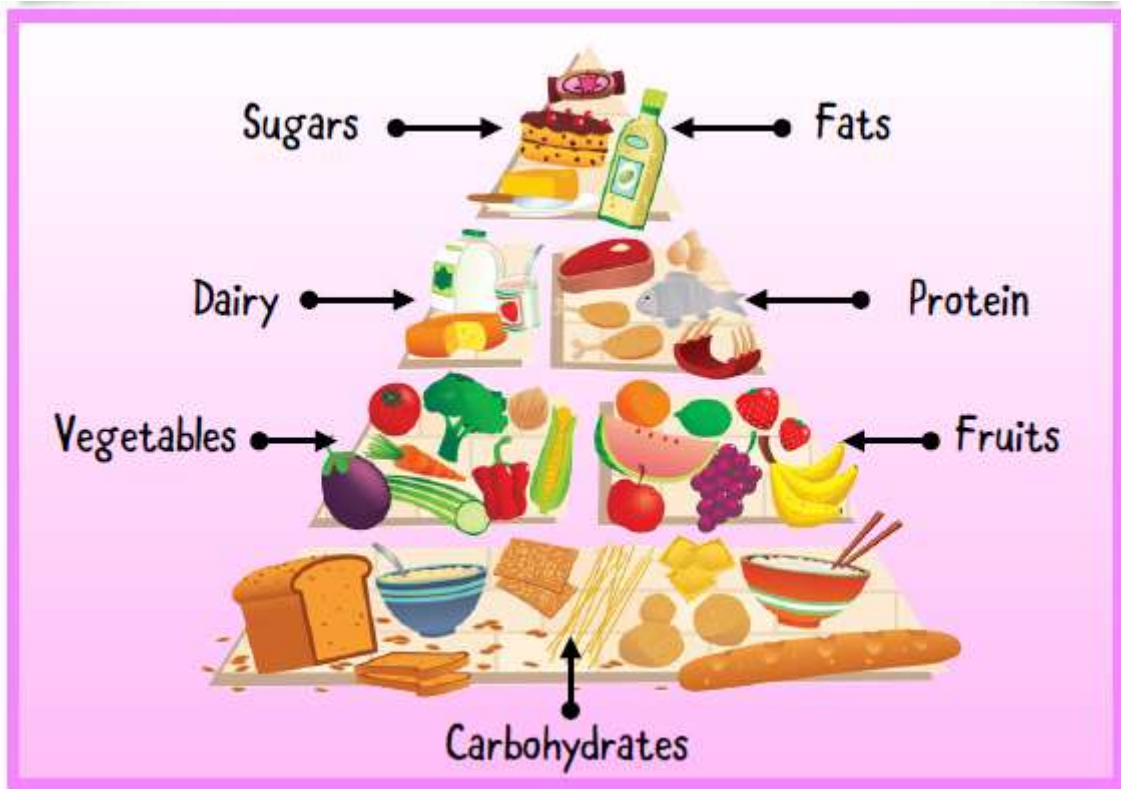 Sugars
Fats
Dairy
Protein
Vegetables
Fruits
Carbohydrates